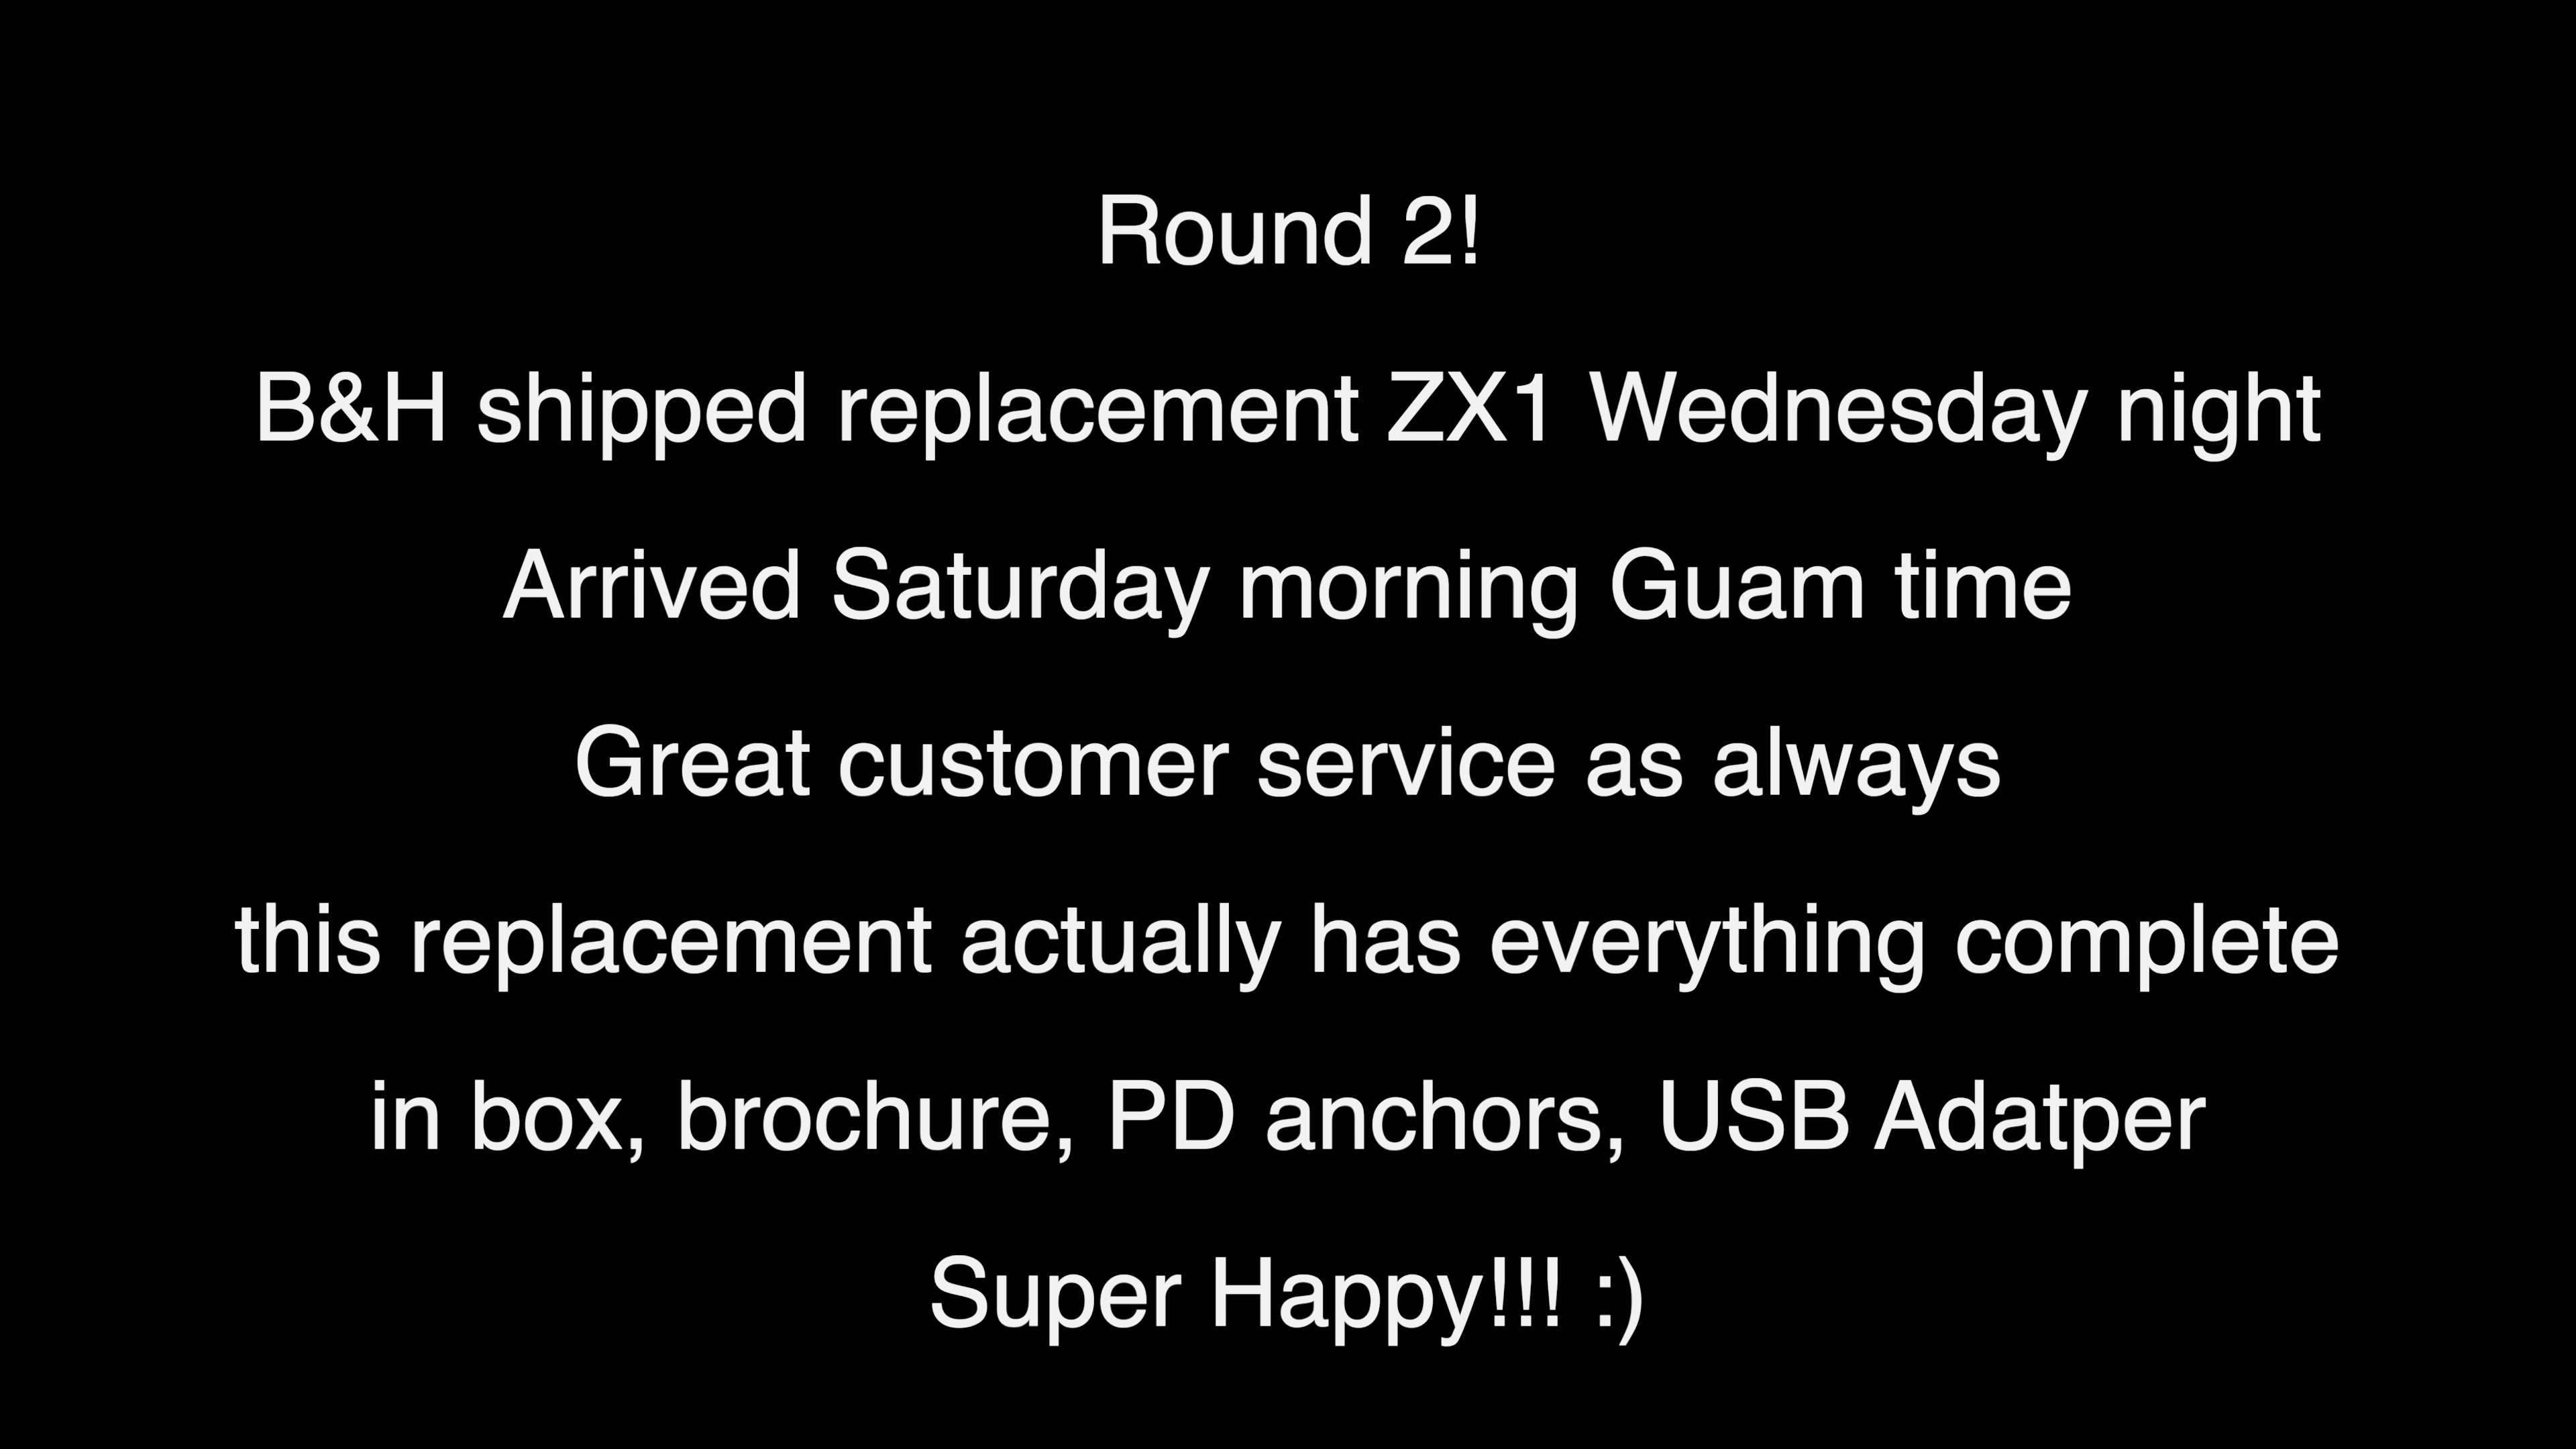 Round 2!
B&H shipped replacement ZX1 Wednesday night
Arrived Saturday morning Guam time
Great customer service as always
this replacement actually has everything complete
in box, brochure, PD anchors, USB Adatper
Super Happy!!! :)